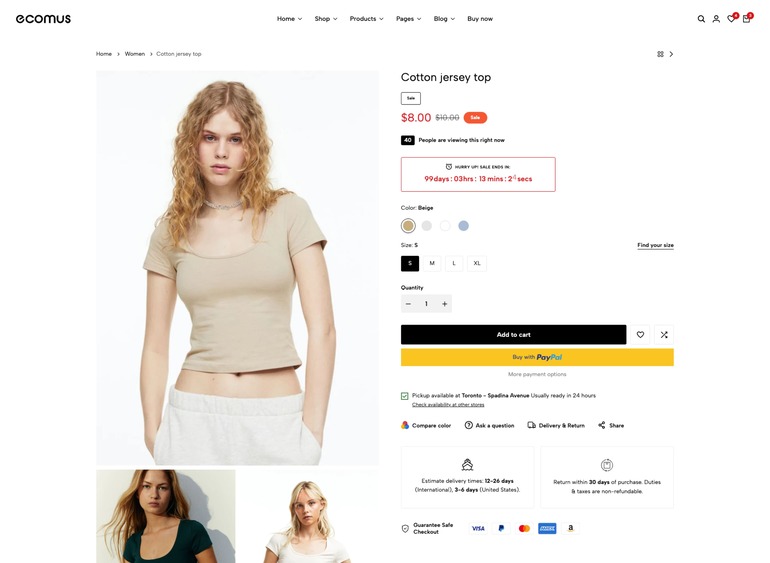 ecomus
Home Shop Products Pages Blog Buy now
Home > Women > Cotton jersey top
Cotton jersey top
Sale
$8.00 $10.00 Sale
40 People are viewing this right now
HURRY UP! SALE ENDS IN:
99days : 03hrs : 13 mins : secs
Color: Beige
Size: S Find your size
S M L XL
Quantity
− 1 +
Add to cart
Buy with PayPal
More payment options
Pickup available at Toronto - Spadina Avenue Usually ready in 24 hours
Check availability at other stores
Compare color Ask a question Delivery & Return Share
Estimate delivery times: 12-26 days
(International), 3-6 days (United States).
Return within 30 days of purchase. Duties
& taxes are non-refundable.
Guarantee Safe
Checkout
VISA